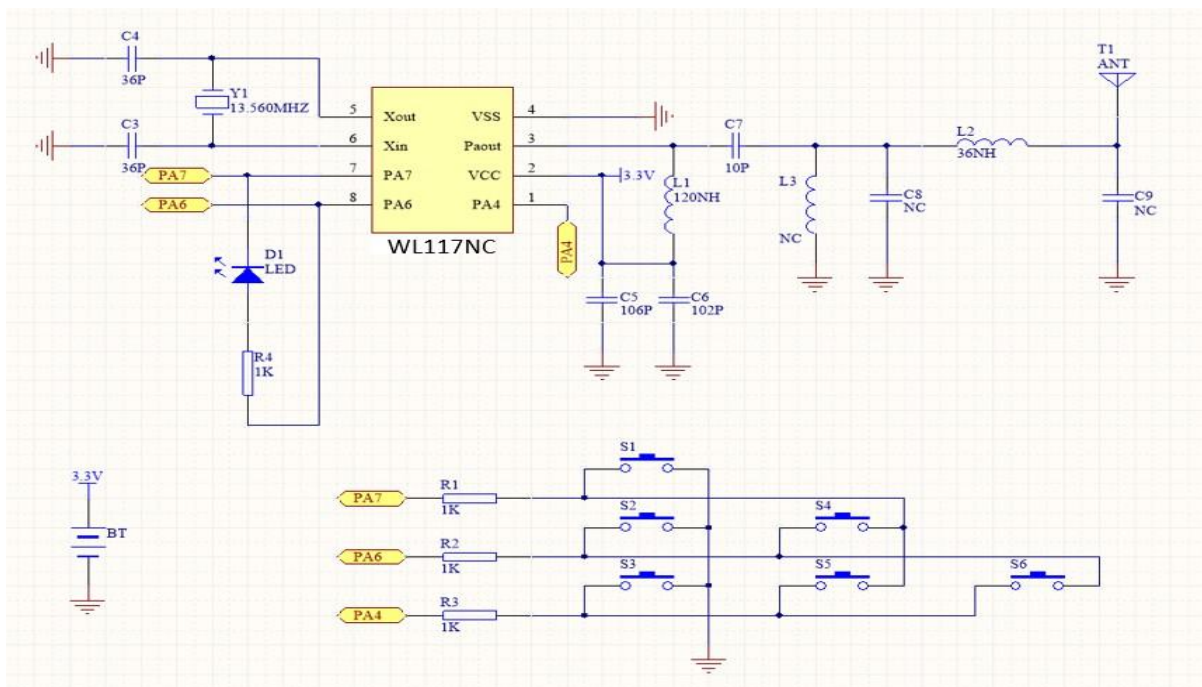 C4
36P
Y1
13.560MHZ
C3
36P
PA7
PA6
D1
LED
R4
1K
5 Xout VSS 4
6 Xin Paout 3
7 PA7 VCC 2
8 PA6 PA4 1
WL117NC
3.3V
PA4
L1
120NH
C5
106P
C6
102P
C7
10P
L3
NC
C8
NC
L2
36NH
T1
ANT
C9
NC
3.3V
BT
PA7
R1
1K
PA6
R2
1K
PA4
R3
1K
S1
S2
S3
S4
S5
S6